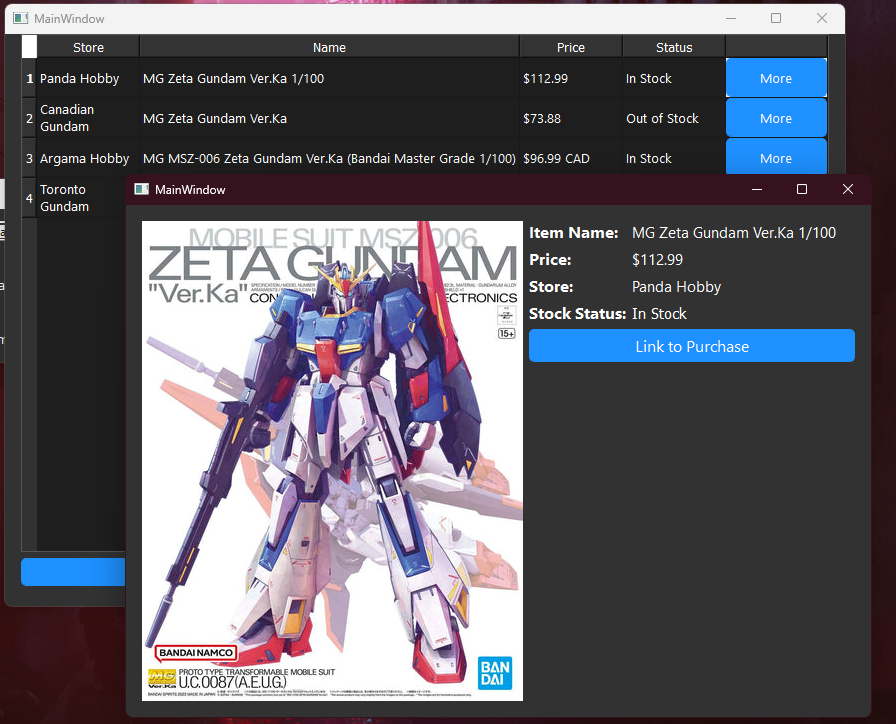 MainWindow
Store Name Price Status
1 Panda Hobby MG Zeta Gundam Ver.Ka 1/100 $112.99 In Stock More
2 Canadian Gundam MG Zeta Gundam Ver.Ka $73.88 Out of Stock More
3 Argama Hobby MG MSZ-006 Zeta Gundam Ver.Ka (Bandai Master Grade 1/100) $96.99 CAD In Stock More
4 Toronto Gundam
MainWindow
MOBILE SUIT MSZ-006
ZETA GUNDAM
"Ver.Ka"
15+
BANDAI NAMCO
MG
Ver.Ka
PROTO TYPE TRANSFORMABLE MOBILE SUIT
U.C.0087(A.E.U.G.)
BAN
DAI
Item Name: MG Zeta Gundam Ver.Ka 1/100
Price: $112.99
Store: Panda Hobby
Stock Status: In Stock
Link to Purchase